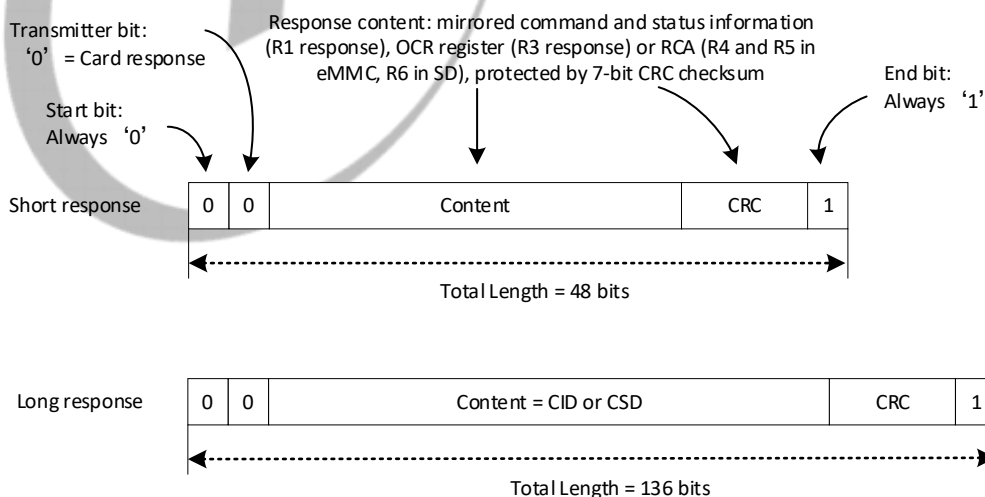 Transmitter bit:
‘0’ = Card response
Start bit:
Always ‘0’
Response content: mirrored command and status information
(R1 response), OCR register (R3 response) or RCA (R4 and R5 in
eMMC, R6 in SD), protected by 7-bit CRC checksum
End bit:
Always ‘1’
Short response 0 0 Content CRC 1
Total Length = 48 bits
Long response 0 0 Content = CID or CSD CRC 1
Total Length = 136 bits